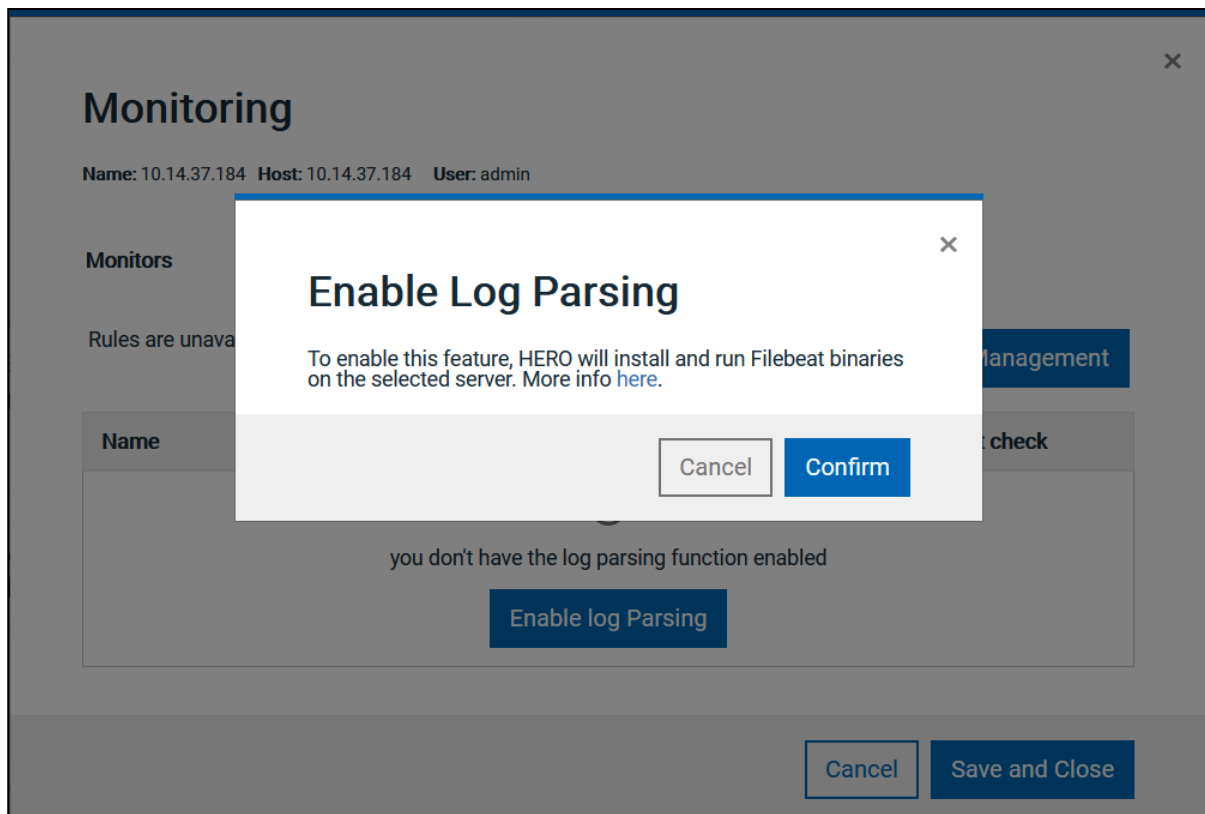 Monitoring
Name: 10.14.37.184 Host: 10.14.37.184 User: admin
Monitors
Enable Log Parsing
Rules are unava
To enable this feature, HERO will install and run Filebeat binaries
on the selected server. More info here.
Management
Name
check
Cancel
Confirm
you don't have the log parsing function enabled
Enable log Parsing
Cancel
Save and Close